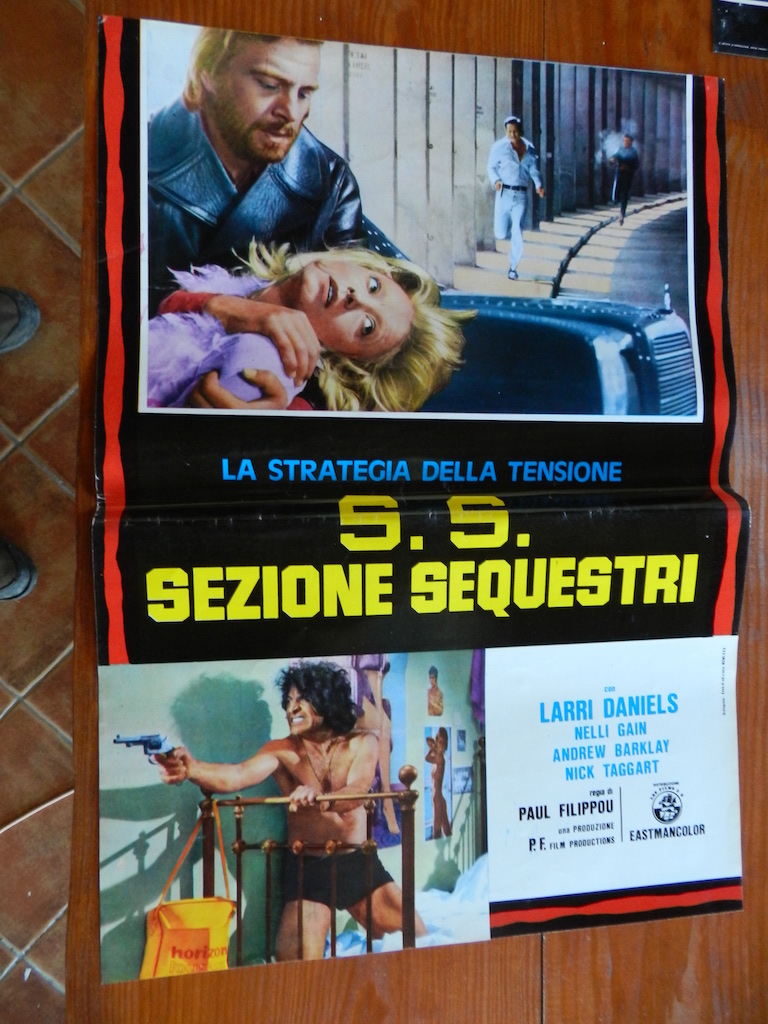 LA STRATEGIA DELLA TENSIONE
S. S.
SEZIONE SEQUESTRI
con
LARRI DANIELS
NELLI GAIN
ANDREW BARKLAY
NICK TAGGART
regia di
PAUL FILIPPOU
una PRODUZIONE
P.F. FILM PRODUCTIONS
EASTMANCOLOR
horizon